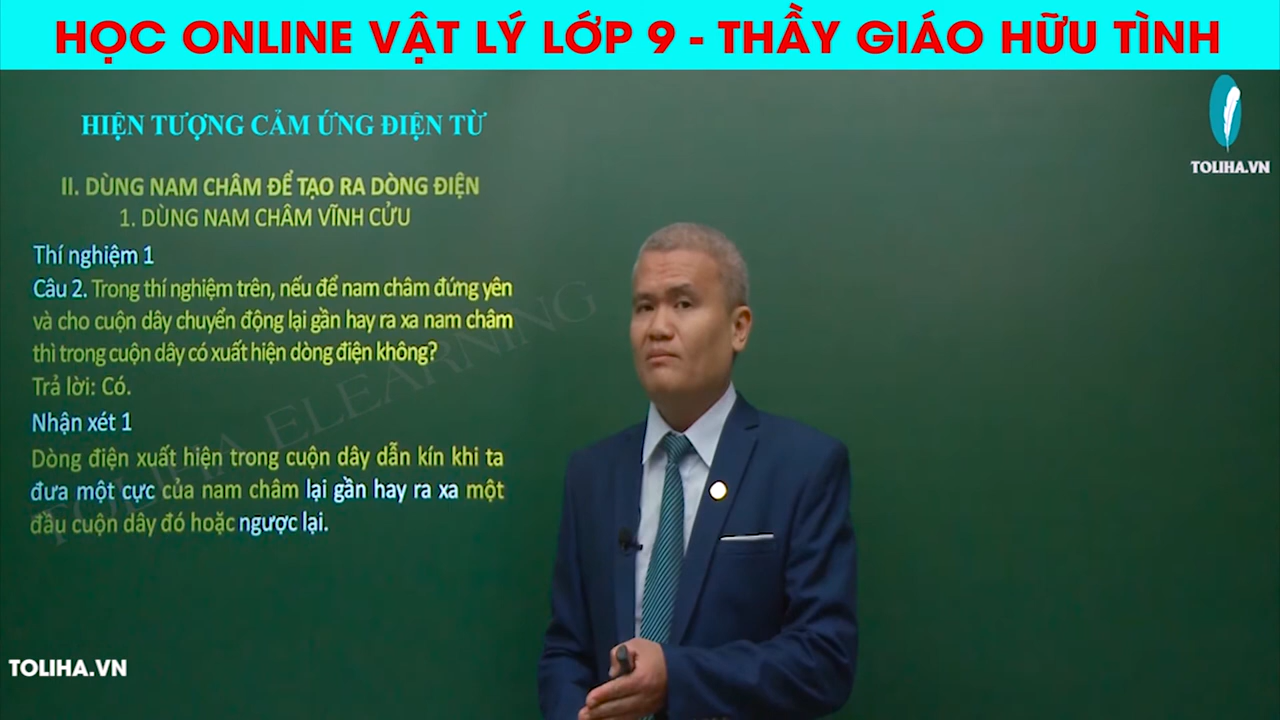 HỌC ONLINE VẬT LÝ LỚP 9 - THẦY GIÁO HỮU TÌNH
TOLIHA.VN
HIỆN TƯỢNG CẢM ỨNG ĐIỆN TỪ
II. DÙNG NAM CHÂM ĐỂ TẠO RA DÒNG ĐIỆN
1. DÙNG NAM CHÂM VĨNH CỬU
Thí nghiệm 1
Câu 2. Trong thí nghiệm trên, nếu để nam châm đứng yên
và cho cuộn dây chuyển động lại gần hay ra xa nam châm
thì trong cuộn dây có xuất hiện dòng điện không?
Trả lời: Có.
Nhận xét 1
Dòng điện xuất hiện trong cuộn dây dẫn kín khi ta
đưa một cực của nam châm lại gần hay ra xa một
đầu cuộn dây đó hoặc ngược lại.
TOLIHA ELEARNING
TOLIHA.VN